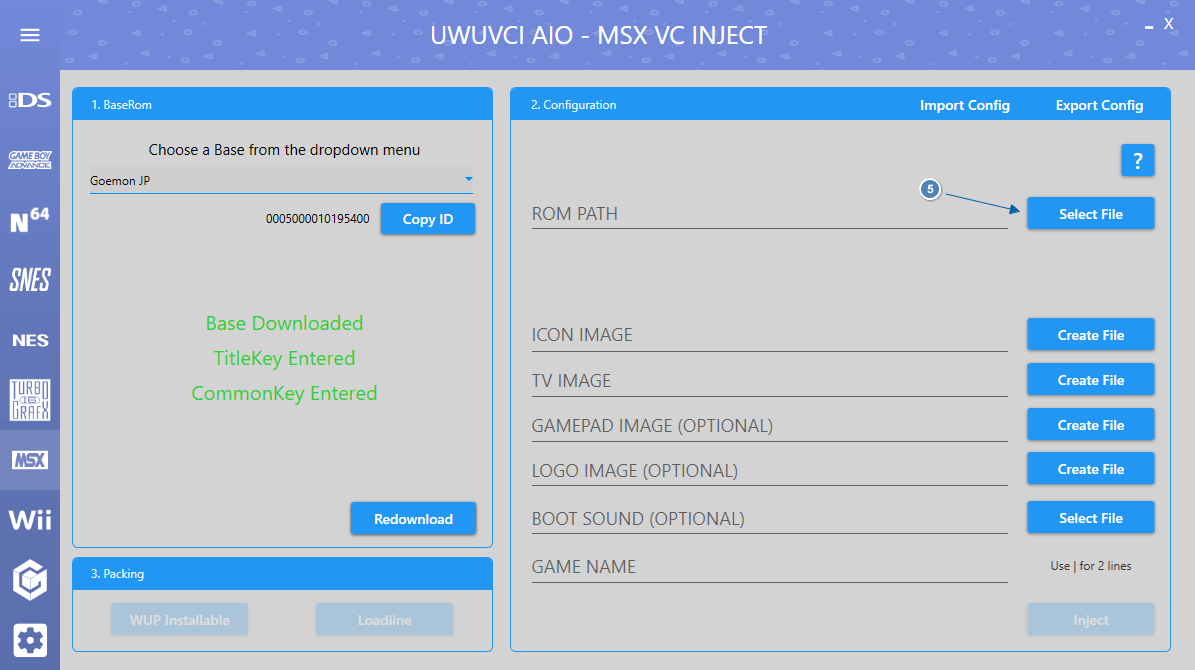 UWUVCI AIO - MSX VC INJECT
X
DS
GAME BOY
ADVANCE
N64
SNES
NES
TURBO
16
GRAFX
MSX
Wii
1. BaseRom
Choose a Base from the dropdown menu
Goemon JP
0005000010195400
Copy ID
Base Downloaded
TitleKey Entered
CommonKey Entered
Redownload
3. Packing
WUP Installable
Loadiine
2. Configuration
Import Config
Export Config
?
5
ROM PATH
Select File
ICON IMAGE
Create File
TV IMAGE
Create File
GAMEPAD IMAGE (OPTIONAL)
Create File
LOGO IMAGE (OPTIONAL)
Create File
BOOT SOUND (OPTIONAL)
Select File
GAME NAME
Use | for 2 lines
Inject